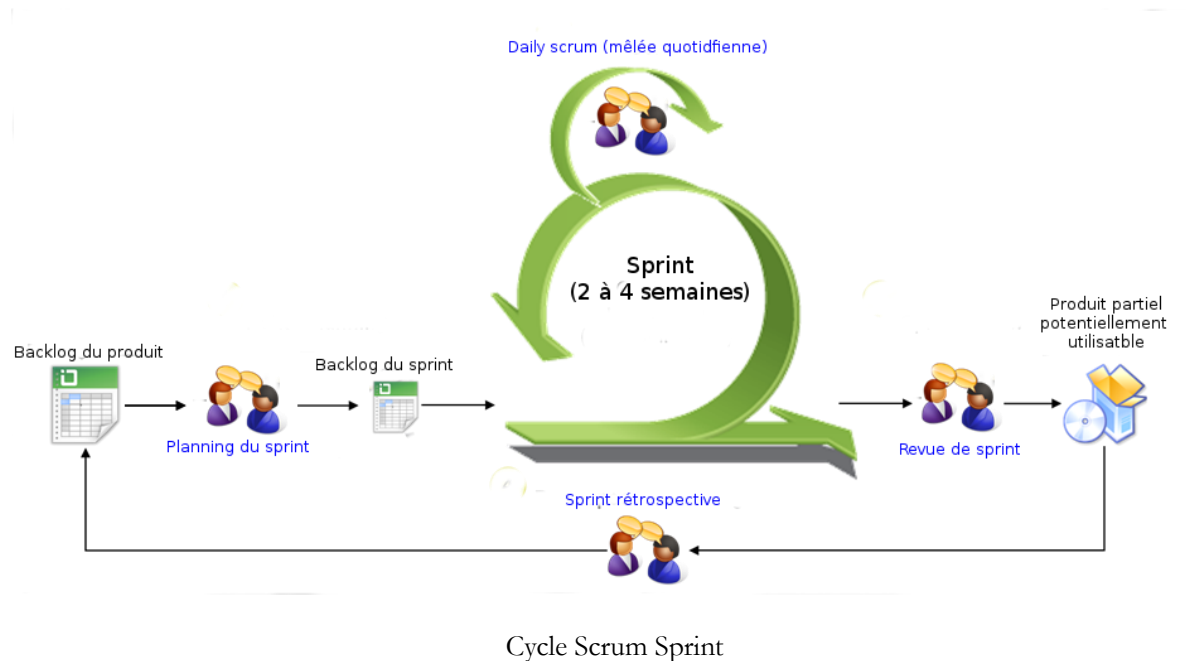 Daily scrum (mêlée quotidfienne)
Sprint
(2 à 4 semaines)
Produit partiel
potentiellement
utilisatble
Backlog du produit
Backlog du sprint
Planning du sprint
Revue de sprint
Sprint rétrospective
Cycle Scrum Sprint